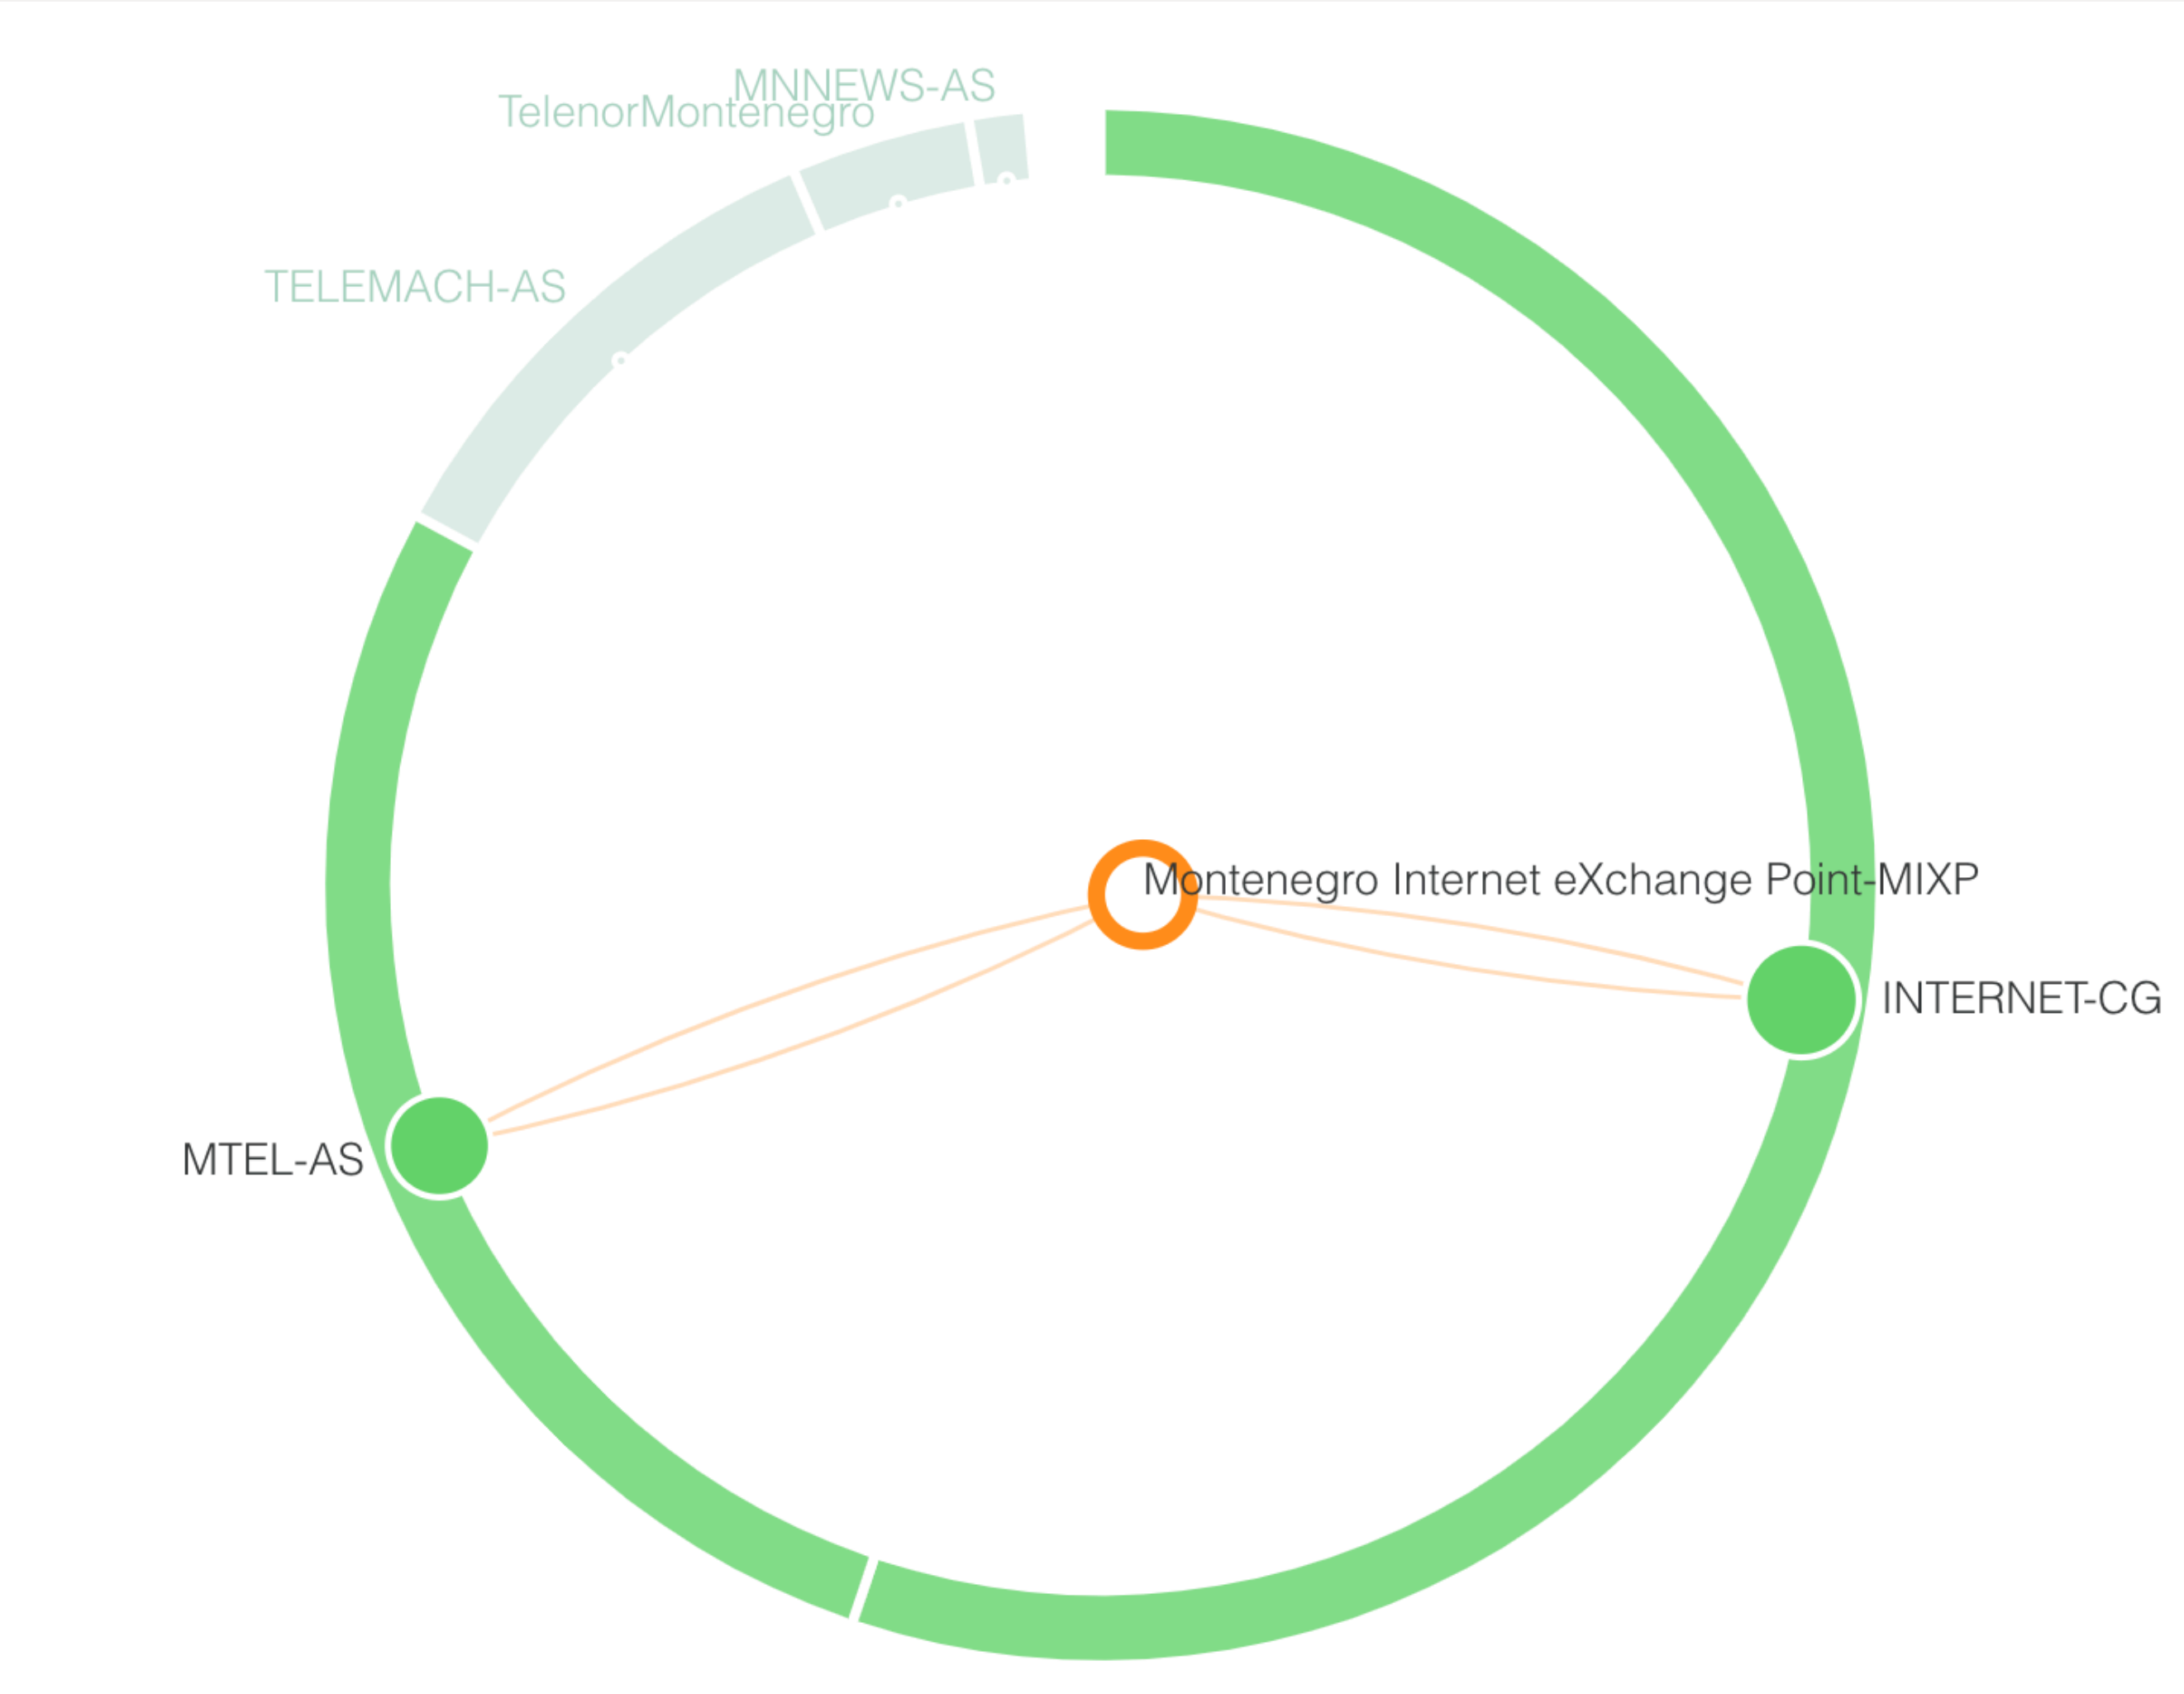 MNNEWS-AS
TelenorMontenegro
TELEMACH-AS
Montenegro Internet eXchange Point-MIXP
INTERNET-CG
MTEL-AS